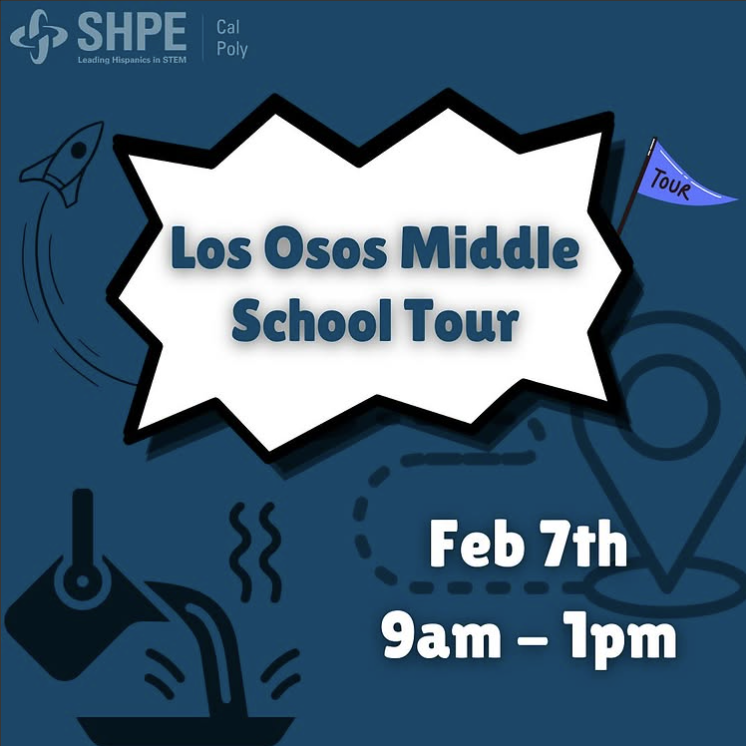 SHPE
Leading Hispanics in STEM
Cal
Poly
TOUR
Los Osos Middle
School Tour
Feb 7th
9am – 1pm